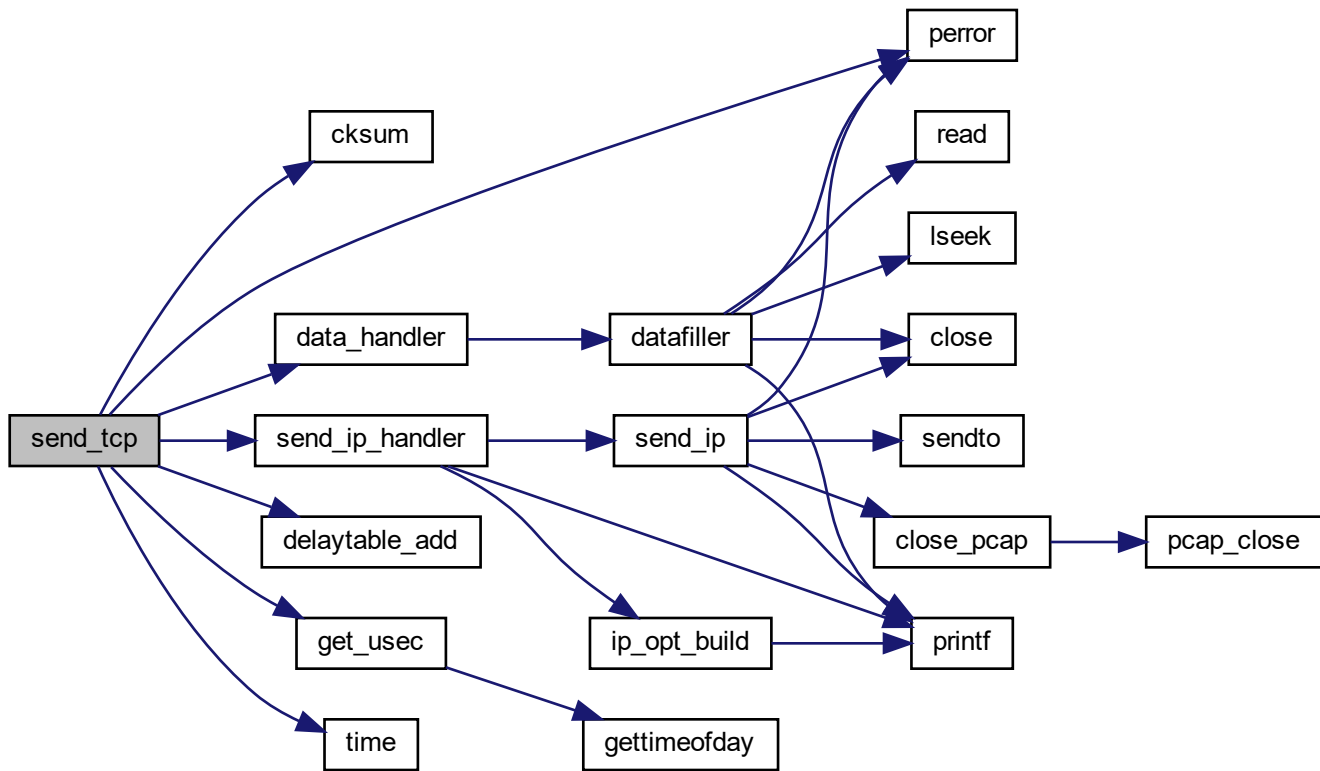 perror
cksum
read
lseek
data_handler
datafiller
close
send_tcp
send_ip_handler
send_ip
sendto
delaytable_add
close_pcap
pcap_close
get_usec
ip_opt_build
printf
time
gettimeofday